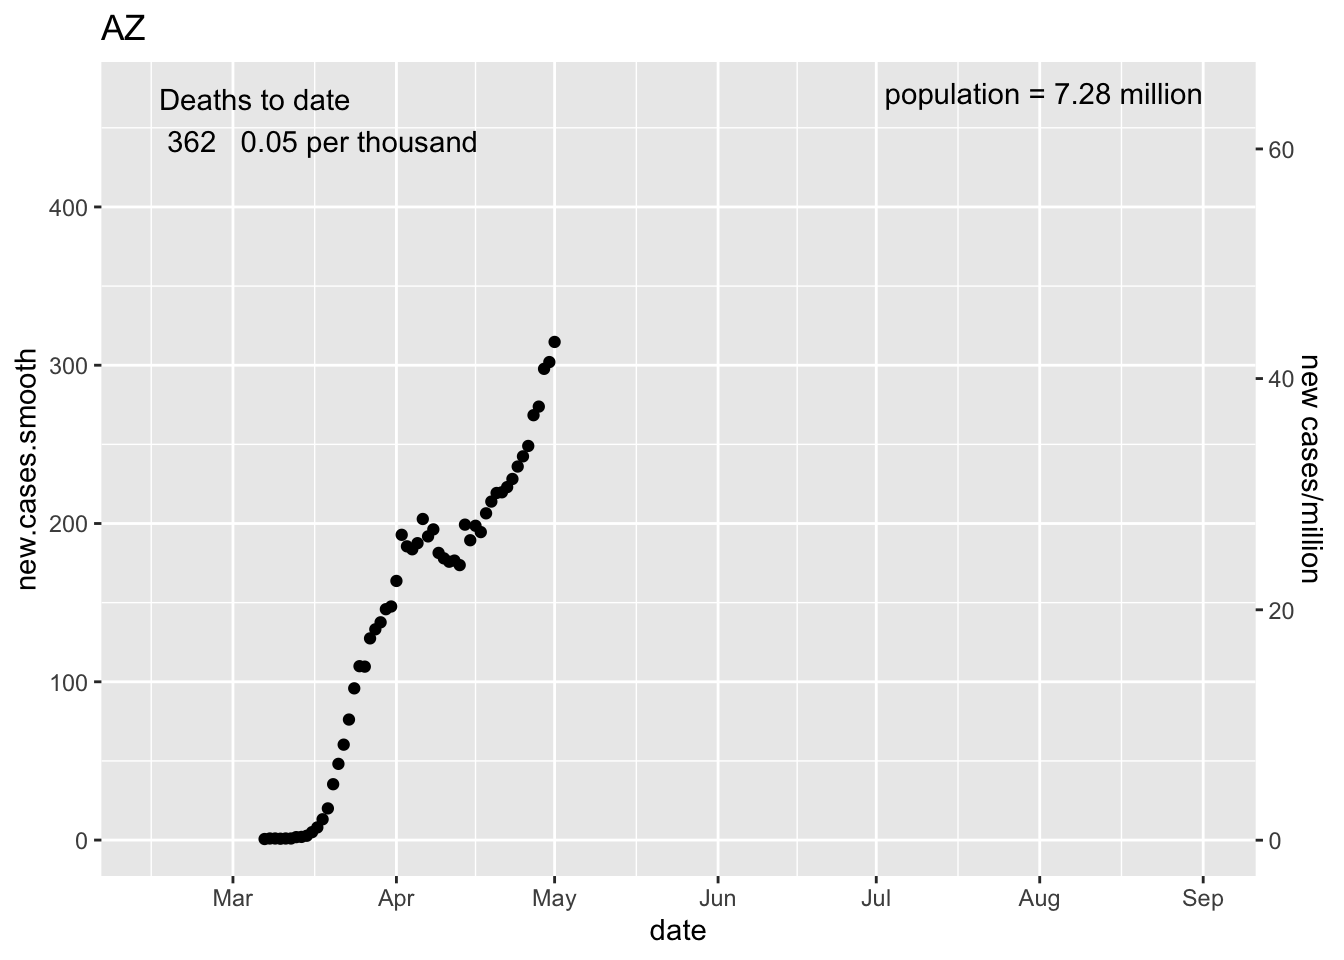 AZ
Deaths to date
362 0.05 per thousand
population = 7.28 million
400
300
200
100
0
new.cases.smooth
60
40
20
0
new cases/million
Mar Apr May Jun Jul Aug Sep
date